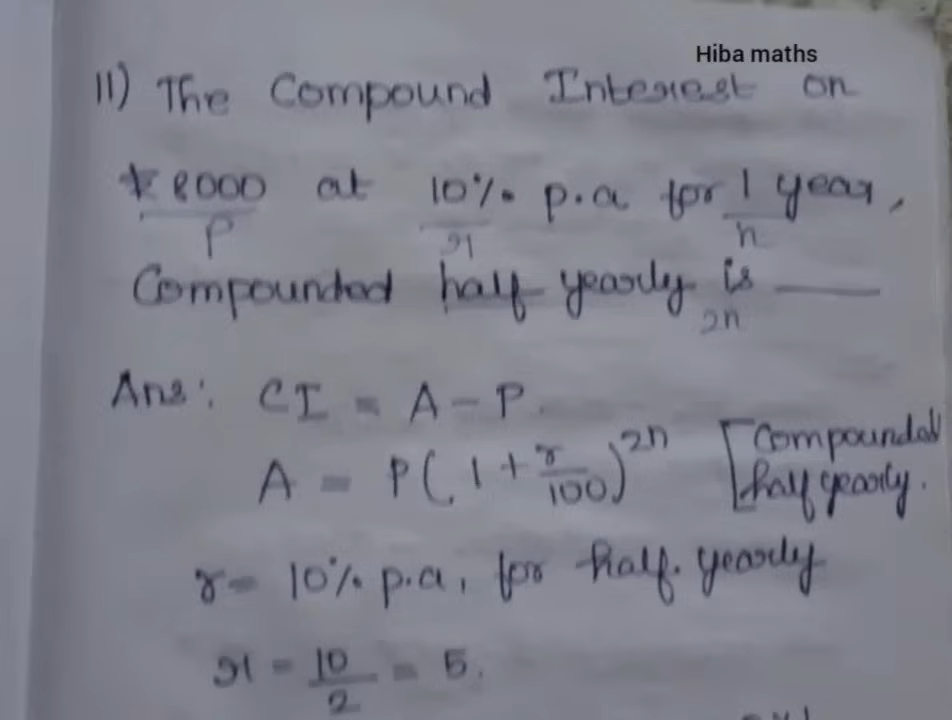 Hiba maths
11) The Compound Interest on
₹ 8000 at 10% p.a for 1 year,
P r n
Compounded half yearly is ____
2n
Ans: CI = A - P.
A = P(1 + r/100)^2n [Compounded
half yearly.
r = 10% p.a, for half yearly
r = 10/2 = 5.